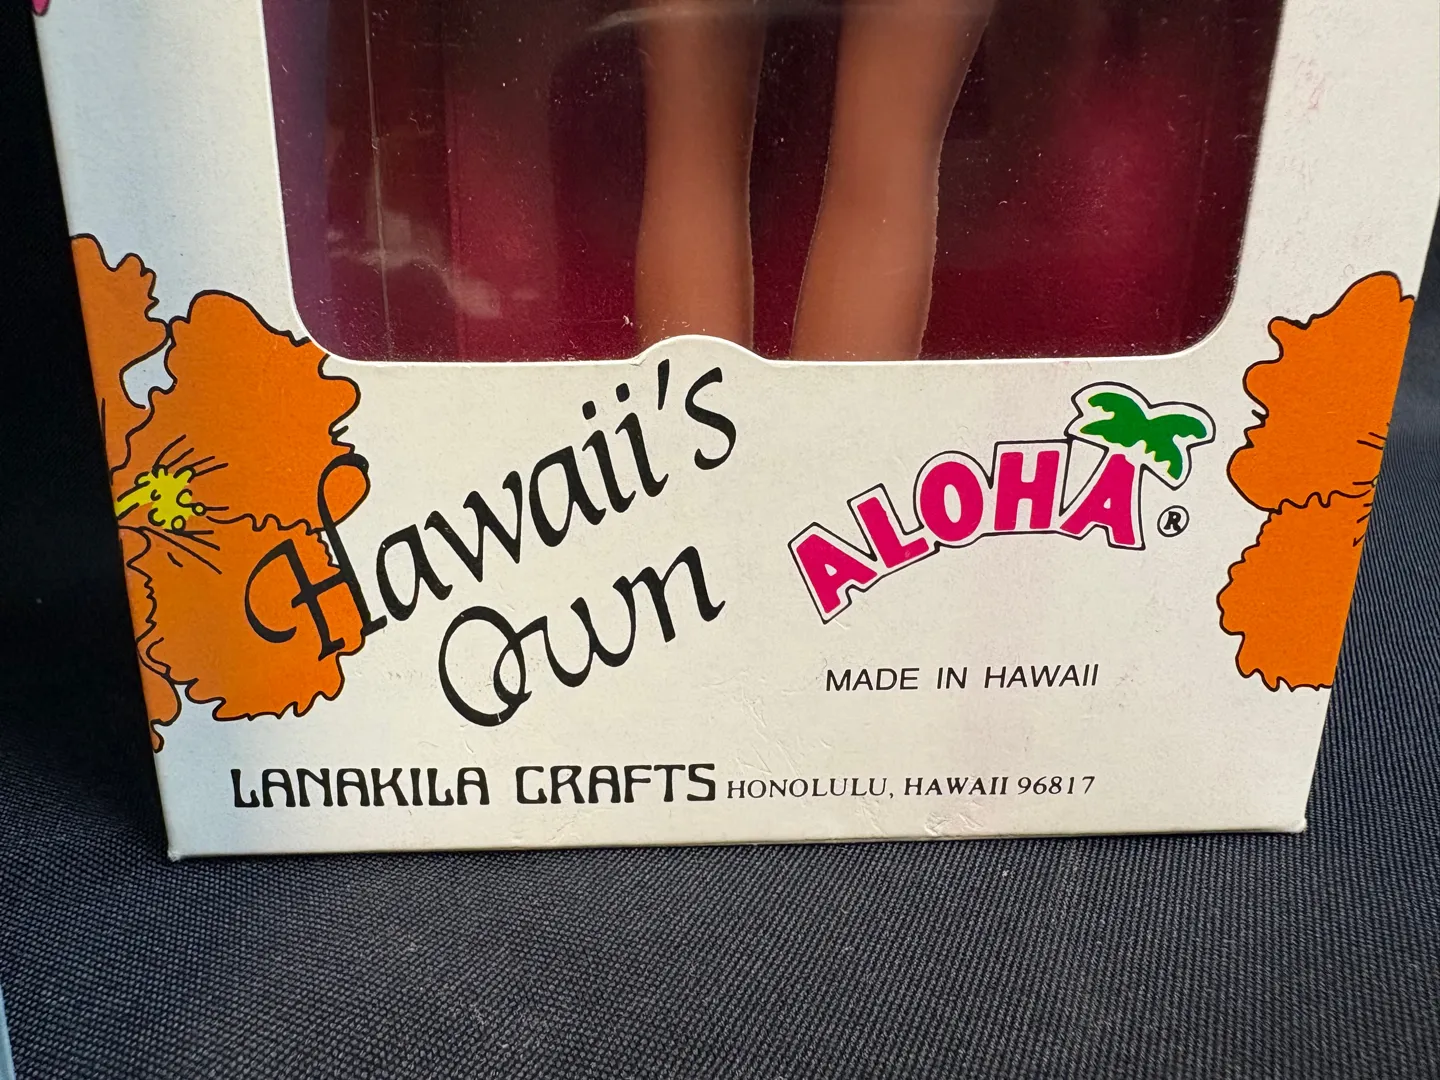 Hawaii's
Own
ALOHA®
MADE IN HAWAII
LANAKILA CRAFTS HONOLULU, HAWAII 96817